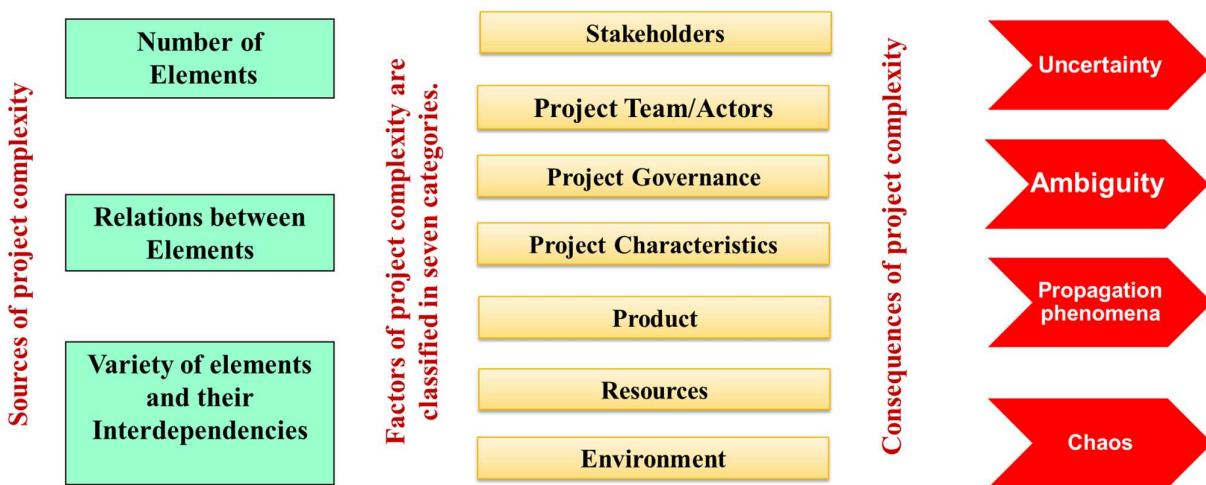 Sources of project complexity
Number of
Elements
Relations between
Elements
Variety of elements
and their
Interdependencies
Factors of project complexity are
classified in seven categories.
Stakeholders
Project Team/Actors
Project Governance
Project Characteristics
Product
Resources
Environment
Consequences of project complexity
Uncertainty
Ambiguity
Propagation
phenomena
Chaos